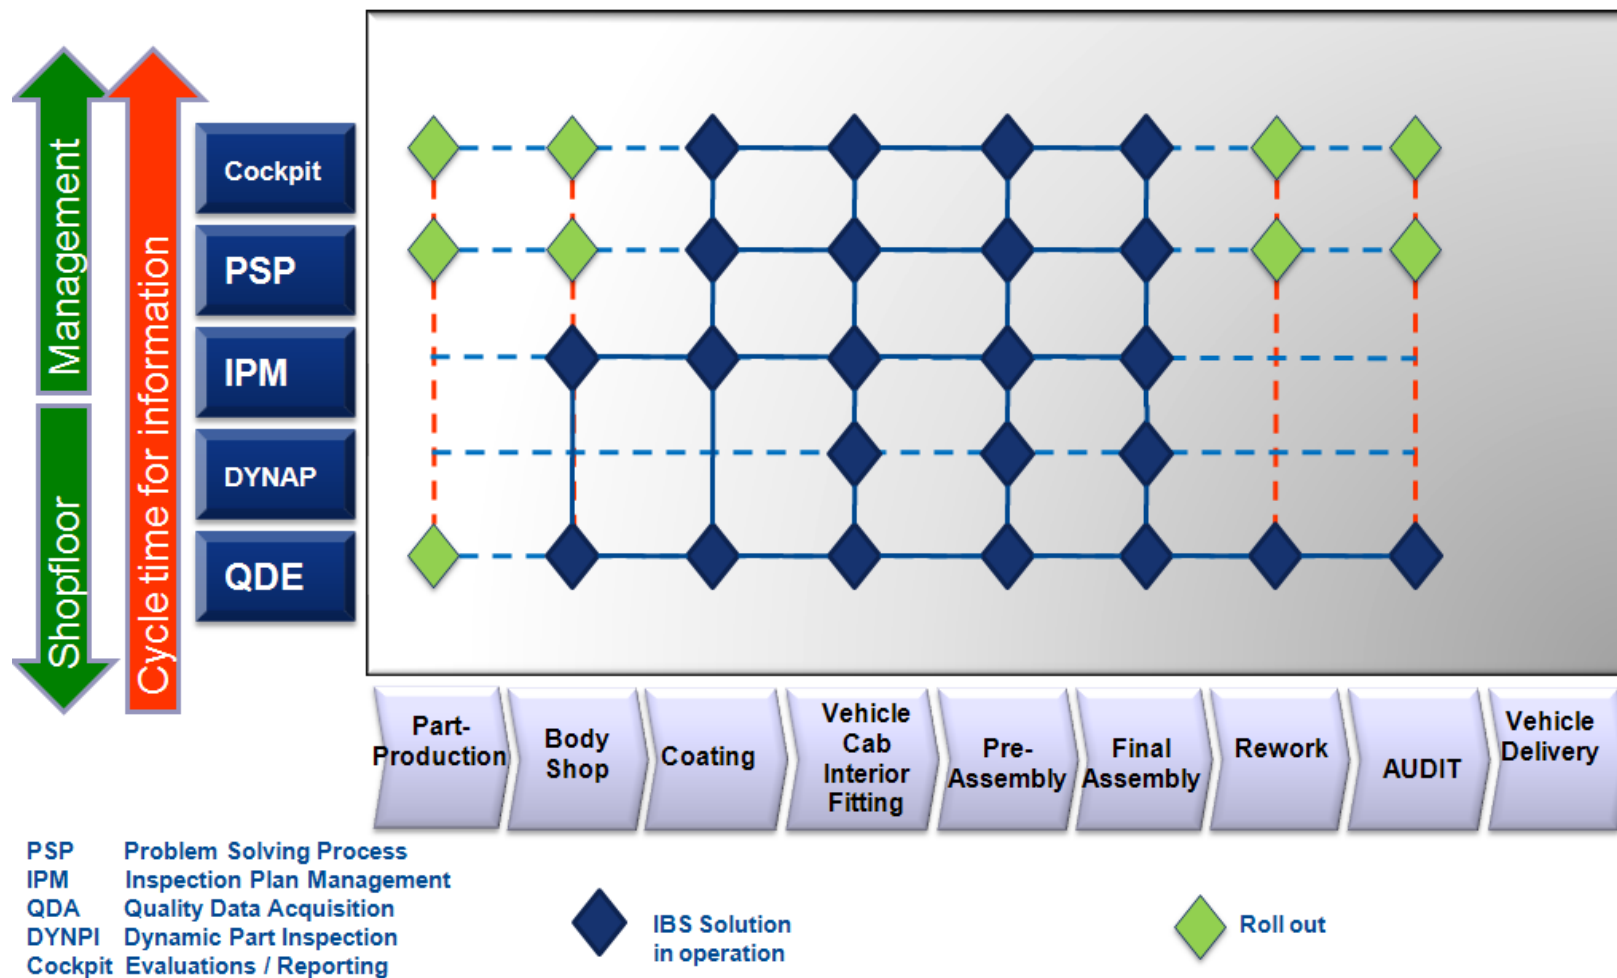 Management
Shopfloor
Cycle time for information
Cockpit
PSP
IPM
DYNAP
QDE
Part-
Production
Body
Shop
Coating
Vehicle
Cab
Interior
Fitting
Pre-
Assembly
Final
Assembly
Rework
AUDIT
Vehicle
Delivery
PSP Problem Solving Process
IPM Inspection Plan Management
QDA Quality Data Acquisition
DYNPI Dynamic Part Inspection
Cockpit Evaluations / Reporting
IBS Solution
in operation
Roll out